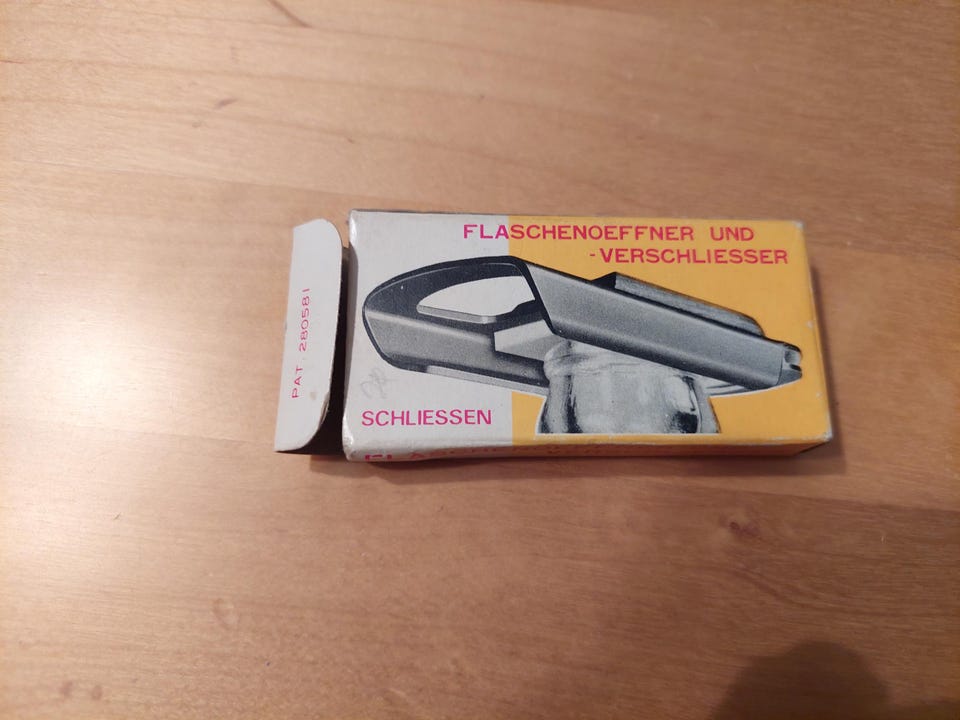 FLASCHENOEFFNER UND
-VERSCHLIESSER
SCHLIESSEN
PAT. 280581